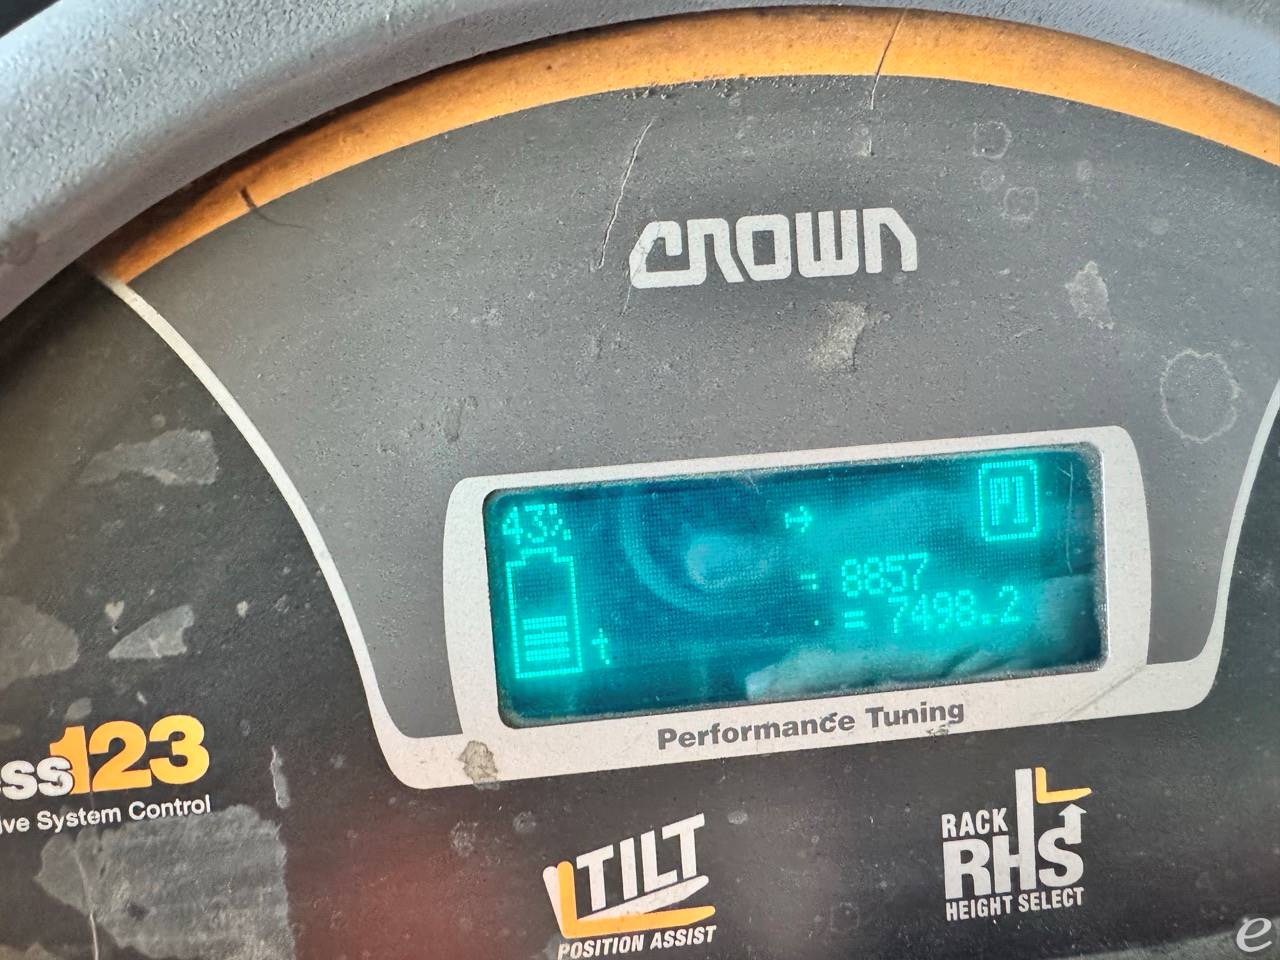 CROWN
43%
P1
- 8857
= 7498.2
Performance Tuning
ss123
ive System Control
TILT
POSITION ASSIST
RACK
RHS
HEIGHT SELECT
e